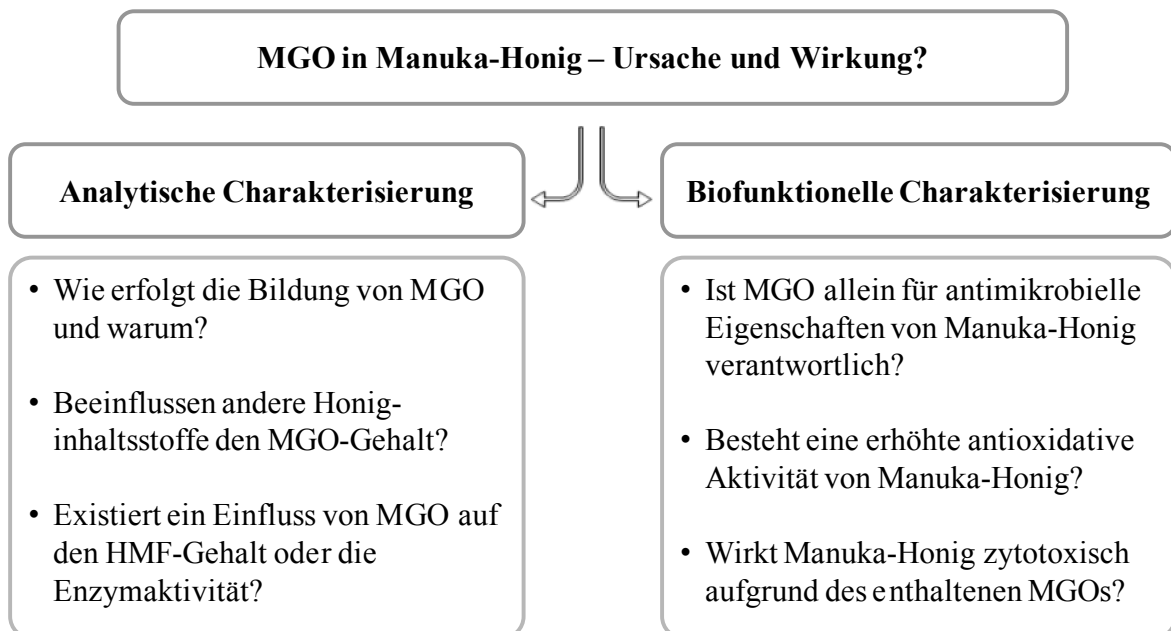 MGO in Manuka-Honig – Ursache und Wirkung?
Analytische Charakterisierung
• Wie erfolgt die Bildung von MGO
und warum?
• Beeinflussen andere Honig-
inhaltsstoffe den MGO-Gehalt?
• Existiert ein Einfluss von MGO auf
den HMF-Gehalt oder die
Enzymaktivität?
Biofunktionelle Charakterisierung
• Ist MGO allein für antimikrobielle
Eigenschaften von Manuka-Honig
verantwortlich?
• Besteht eine erhöhte antioxidative
Aktivität von Manuka-Honig?
• Wirkt Manuka-Honig zytotoxisch
aufgrund des enthaltenen MGOs?